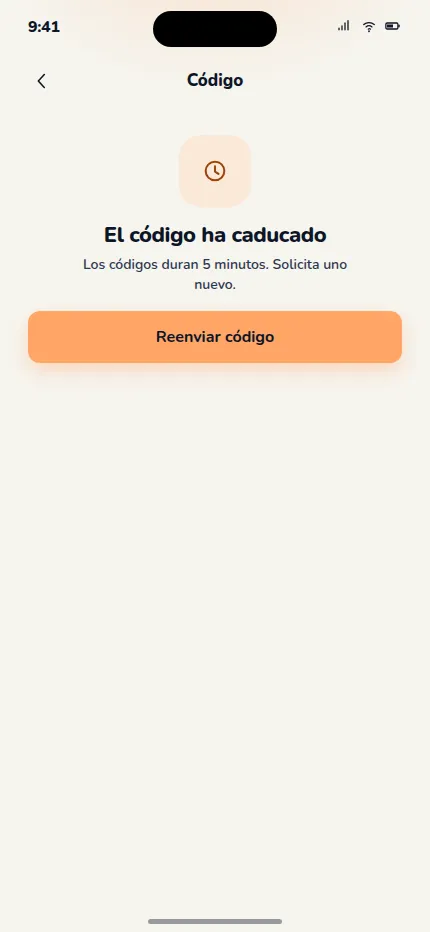 9:41
Código
El código ha caducado
Los códigos duran 5 minutos. Solicita uno
nuevo.
Reenviar código